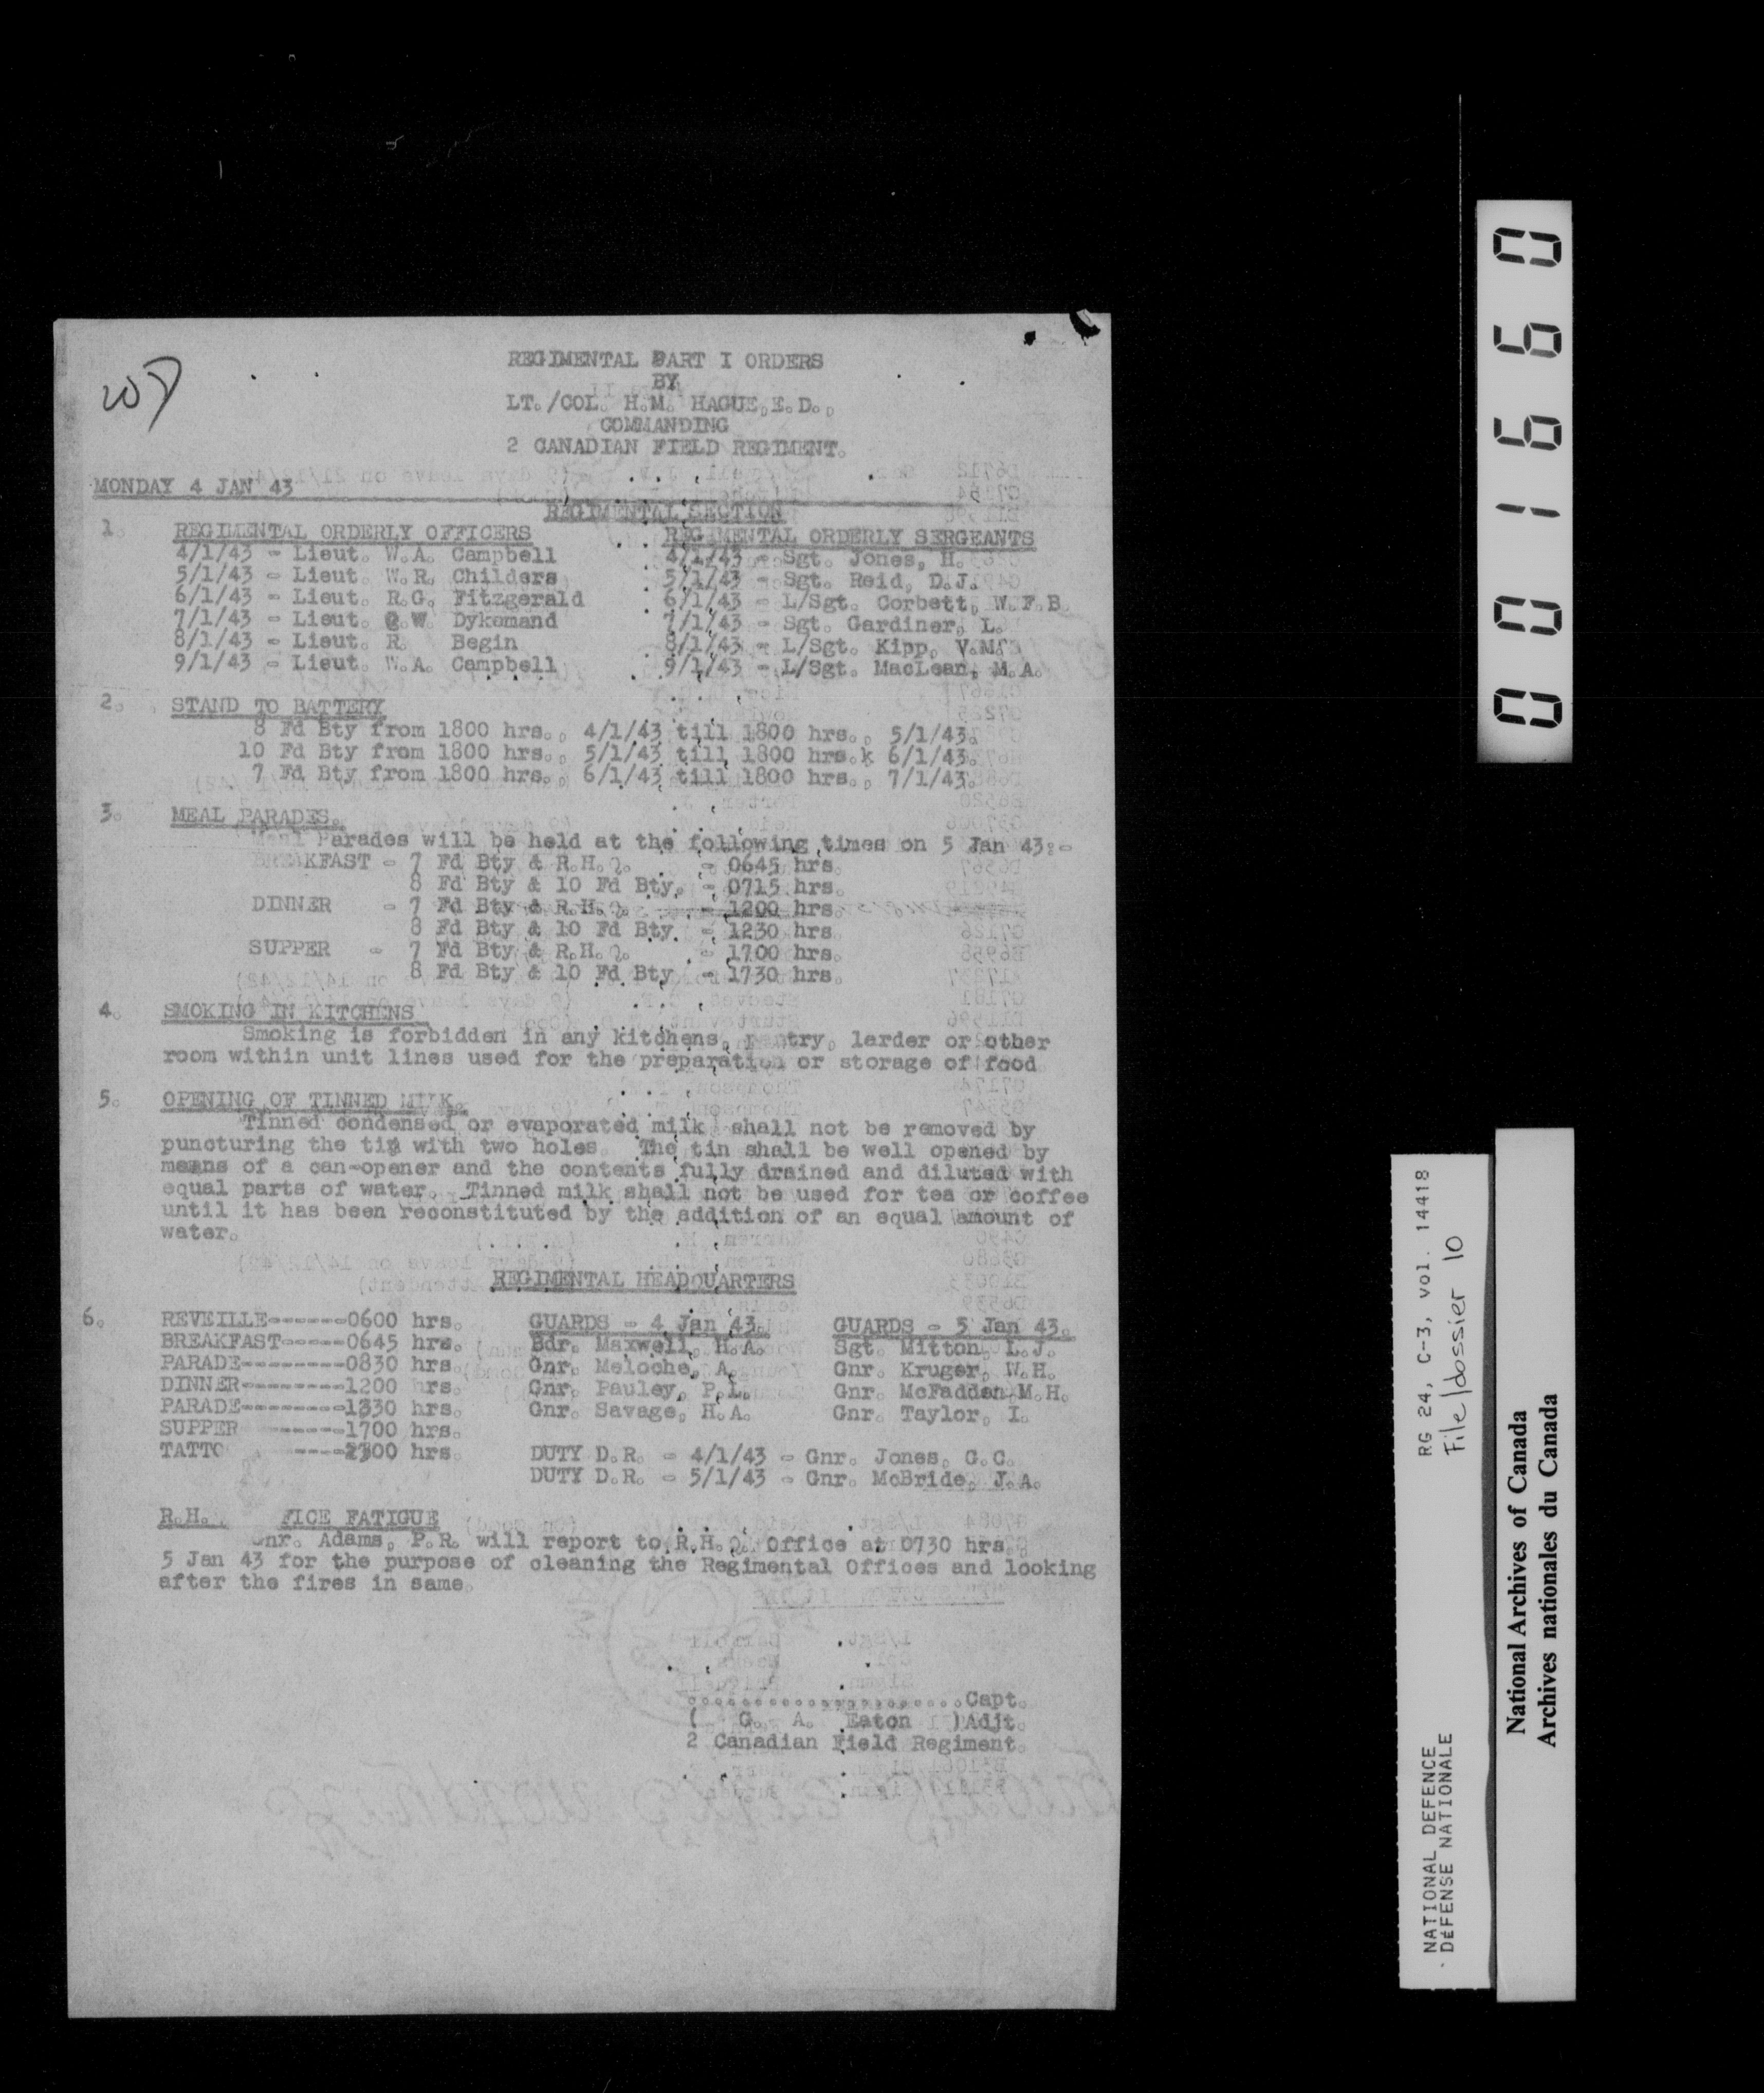 REGIMENTAL PART I ORDERS
BY
LT./COL. H.M. HAGUE, E.D.,
COMMANDING
2 CANADIAN FIELD REGIMENT.
MONDAY 4 JAN 43
REGIMENTAL SECTION
1. REGIMENTAL ORDERLY OFFICERS REGIMENTAL ORDERLY SERGEANTS
4/1/43 - Lieut. W.A. Campbell 4/1/43 - Sgt. Jones, H.
5/1/43 - Lieut. W.R. Childers 5/1/43 - Sgt. Reid, D.J.
6/1/43 - Lieut. R.G. Fitzgerald 6/1/43 - L/Sgt. Corbett, W.F.B.
7/1/43 - Lieut. W. Dykemand 7/1/43 - Sgt. Gardiner, L.
8/1/43 - Lieut. R. Begin 8/1/43 - L/Sgt. Kipp, V.M.
9/1/43 - Lieut. W.A. Campbell 9/1/43 - L/Sgt. MacLean, M.A.
2. STAND TO BATTERY
8 Fd Bty from 1800 hrs., 4/1/43 till 1800 hrs., 5/1/43.
10 Fd Bty from 1800 hrs., 5/1/43 till 1800 hrs.k 6/1/43.
7 Fd Bty from 1800 hrs., 6/1/43 till 1800 hrs., 7/1/43.
3. MEAL PARADES.
Meal Parades will be held at the following times on 5 Jan 43:-
BREAKFAST - 7 Fd Bty & R.H.Q. - 0645 hrs.
8 Fd Bty & 10 Fd Bty. - 0715 hrs.
DINNER - 7 Fd Bty & R.H.Q. - 1200 hrs.
8 Fd Bty & 10 Fd Bty. - 1230 hrs.
SUPPER - 7 Fd Bty & R.H.Q. - 1700 hrs.
8 Fd Bty & 10 Fd Bty - 1730 hrs.
4. SMOKING IN KITCHENS
Smoking is forbidden in any kitchens, pantry, larder or other
room within unit lines used for the preparation or storage of food
5. OPENING OF TINNED MILK.
Tinned condensed or evaporated milk shall not be removed by
puncturing the tin with two holes. The tin shall be well opened by
means of a can-opener and the contents fully drained and diluted with
equal parts of water. Tinned milk shall not be used for tea or coffee
until it has been reconstituted by the addition of an equal amount of
water.
REGIMENTAL HEADQUARTERS
6. REVEILLE------0600 hrs. GUARDS - 4 Jan 43. GUARDS - 5 Jan 43.
BREAKFAST-----0645 hrs. Bdr. Maxwell, H.A. Sgt. Mitton, L.J.
PARADE--------0830 hrs. Gnr. Meloche, A. Gnr. Kruger, W.H.
DINNER--------1200 hrs. Gnr. Pauley, P.L. Gnr. McFadden, M.H.
PARADE--------1330 hrs. Gnr. Savage, H.A. Gnr. Taylor, I.
SUPPER -----1700 hrs.
TATTO ----2300 hrs. DUTY D.R. - 4/1/43 - Gnr. Jones, G.C.
DUTY D.R. - 5/1/43 - Gnr. McBride, J.A.
R.H. FICE FATIGUE
Gnr. Adams, P.R. will report to R.H.Q. Office at 0730 hrs,
5 Jan 43 for the purpose of cleaning the Regimental Offices and looking
after the fires in same.
.....................Capt.
( G. A. Eaton )Adjt.
2 Canadian Field Regiment.
001660
NATIONAL DEFENCE RG 24, C-3, vol. 14418
DÉFENSE NATIONALE File/dossier 10
National Archives of Canada
Archives nationales du Canada